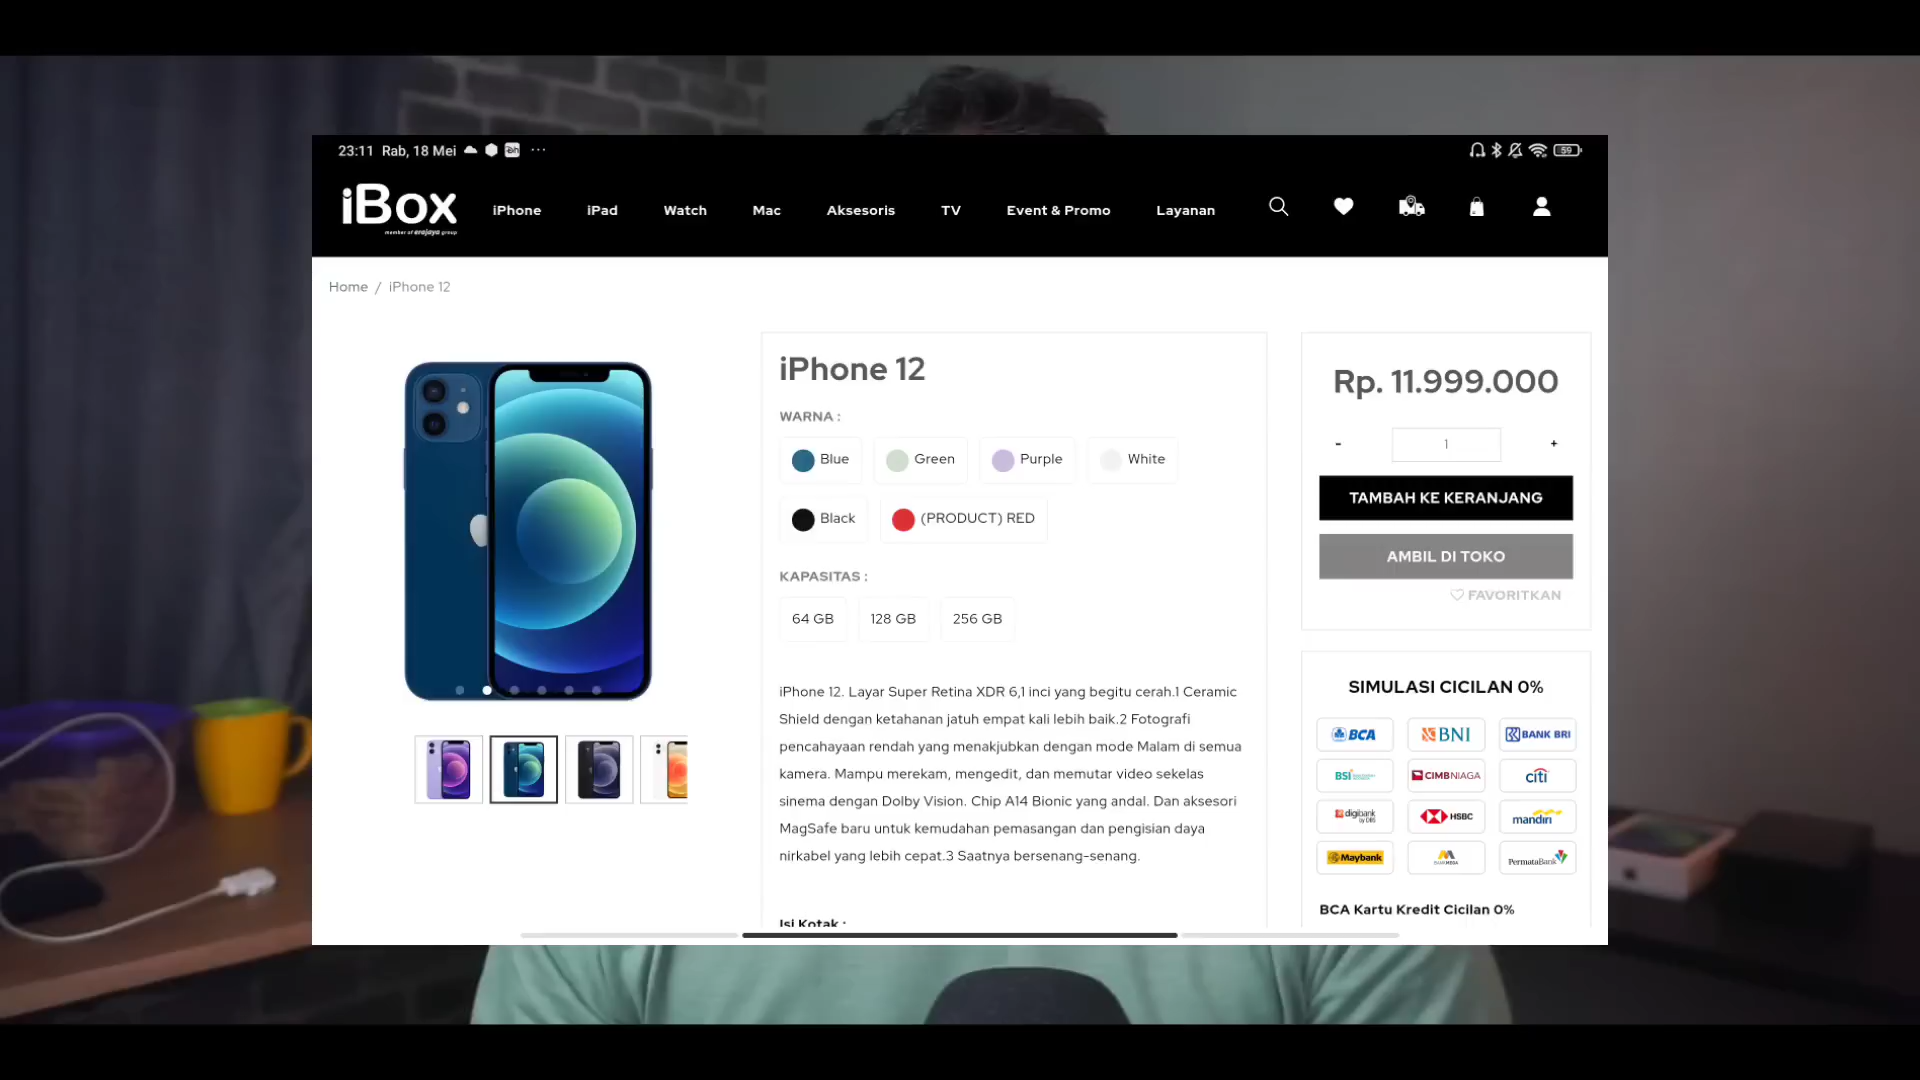 23:11 Rab, 18 Mei
59
iBox
member of erajaya group
iPhone
iPad
Watch
Mac
Aksesoris
TV
Event & Promo
Layanan
Home / iPhone 12
iPhone 12
WARNA :
Blue
Green
Purple
White
Black
(PRODUCT) RED
KAPASITAS :
64 GB
128 GB
256 GB
iPhone 12. Layar Super Retina XDR 6,1 inci yang begitu cerah.1 Ceramic
Shield dengan ketahanan jatuh empat kali lebih baik.2 Fotografi
pencahayaan rendah yang menakjubkan dengan mode Malam di semua
kamera. Mampu merekam, mengedit, dan memutar video sekelas
sinema dengan Dolby Vision. Chip A14 Bionic yang andal. Dan aksesori
MagSafe baru untuk kemudahan pemasangan dan pengisian daya
nirkabel yang lebih cepat.3 Saatnya bersenang-senang.
Isi Kotak :
Rp. 11.999.000
- 1 +
TAMBAH KE KERANJANG
AMBIL DI TOKO
FAVORITKAN
SIMULASI CICILAN 0%
BCA
BNI
BANK BRI
BSI
CIMBNIAGA
citi
digibank
by DBS
HSBC
mandiri
Maybank
PermataBank
BCA Kartu Kredit Cicilan 0%